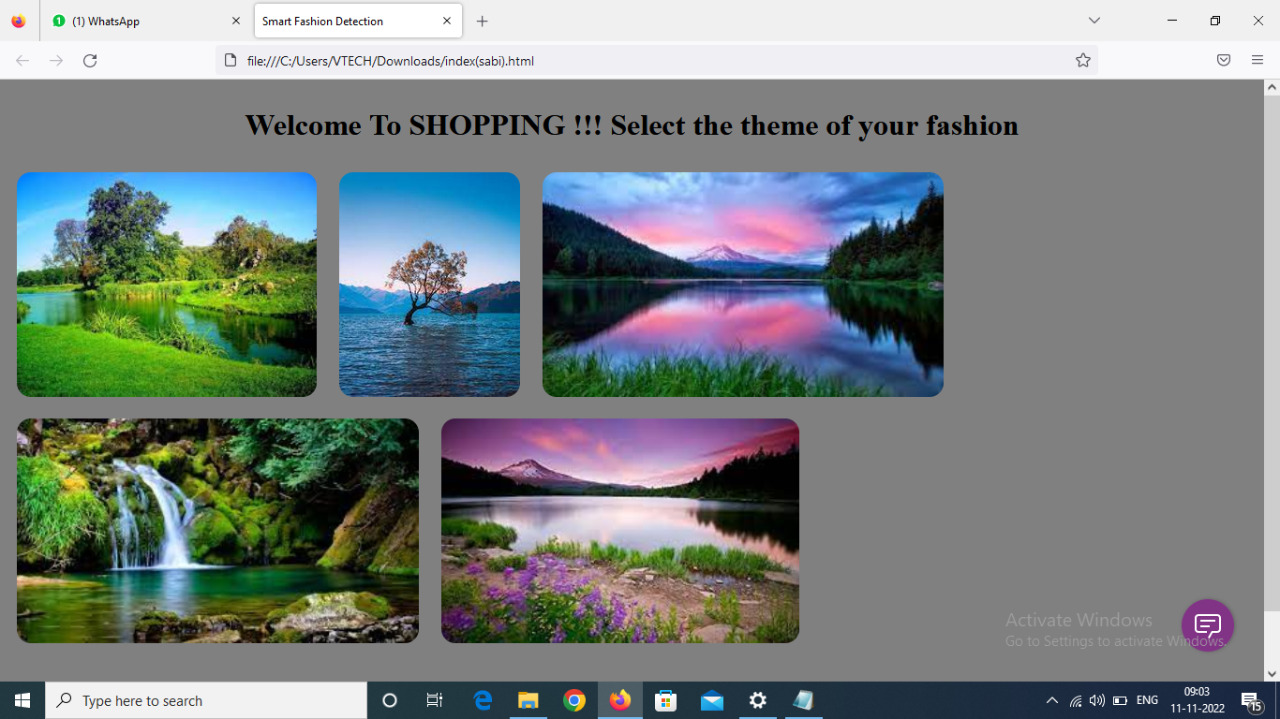 1 (1) WhatsApp
Smart Fashion Detection
file:///C:/Users/VTECH/Downloads/index(sabi).html
Welcome To SHOPPING !!! Select the theme of your fashion
Activate Windows
Go to Settings to activate Windows.
Type here to search
ENG
09:03
11-11-2022
15